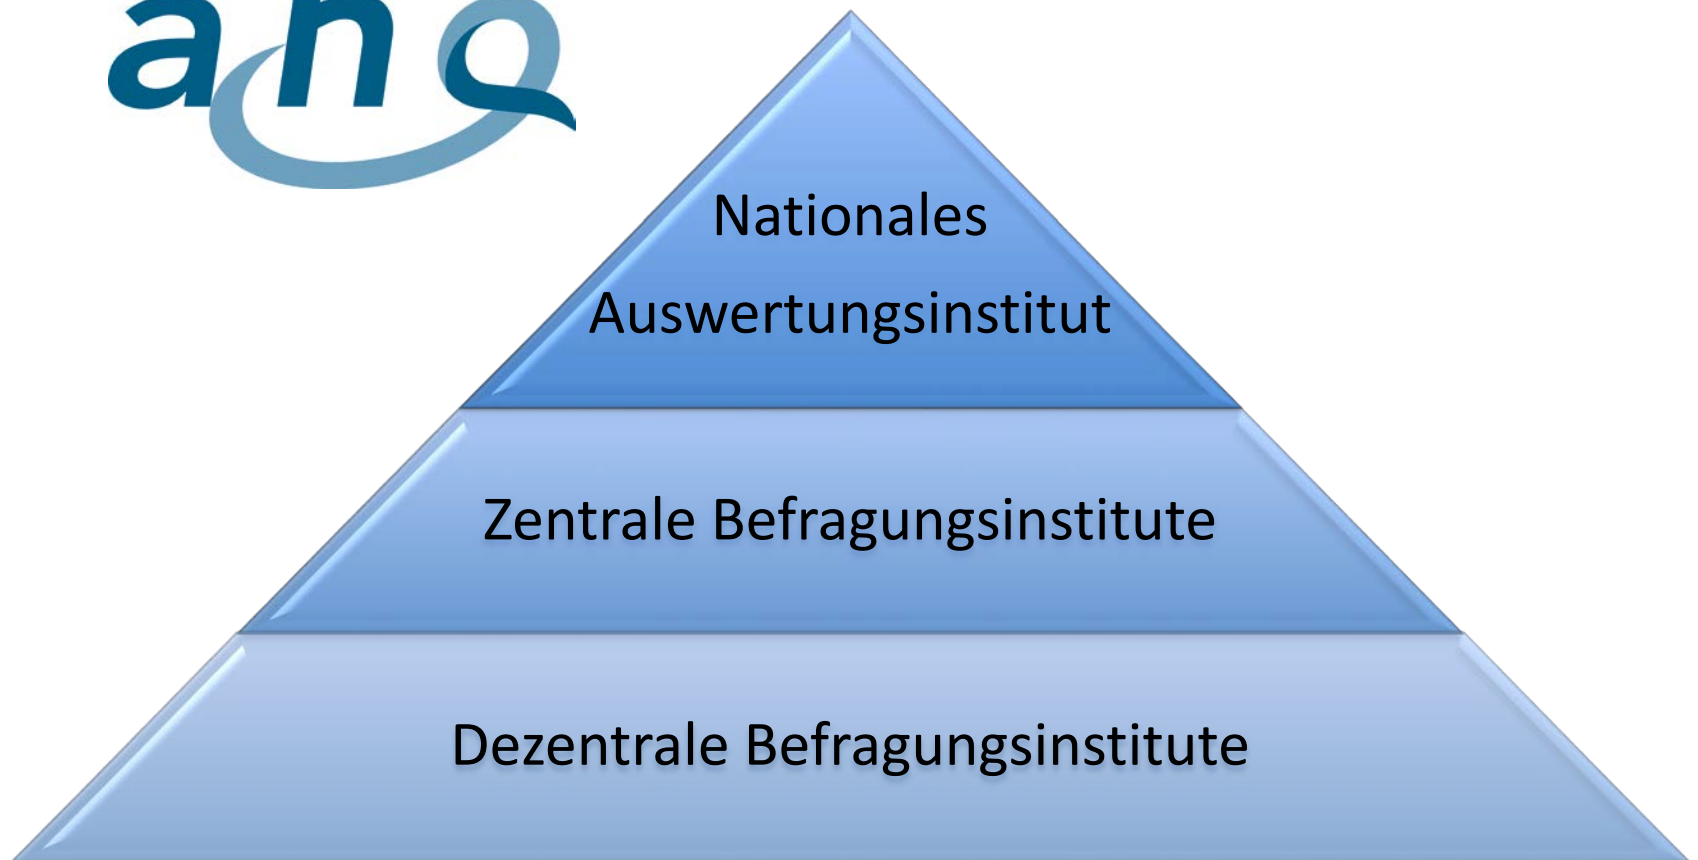 anq
Nationales
Auswertungsinstitut
Zentrale Befragungsinstitute
Dezentrale Befragungsinstitute